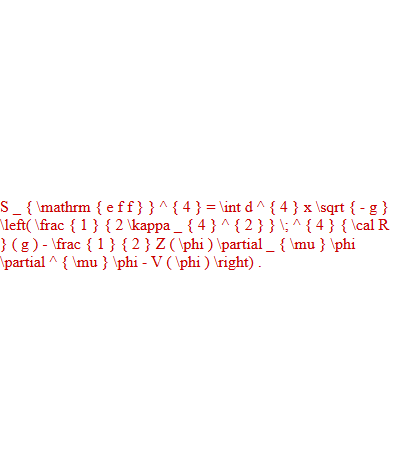 S _ { \mathrm { e f f } } ^ { 4 } = \int d ^ { 4 } x \sqrt { - g }
\left( \frac { 1 } { 2 \kappa _ { 4 } ^ { 2 } } \; ^ { 4 } { \cal R
} ( g ) - \frac { 1 } { 2 } Z ( \phi ) \partial _ { \mu } \phi
\partial ^ { \mu } \phi - V ( \phi ) \right) .